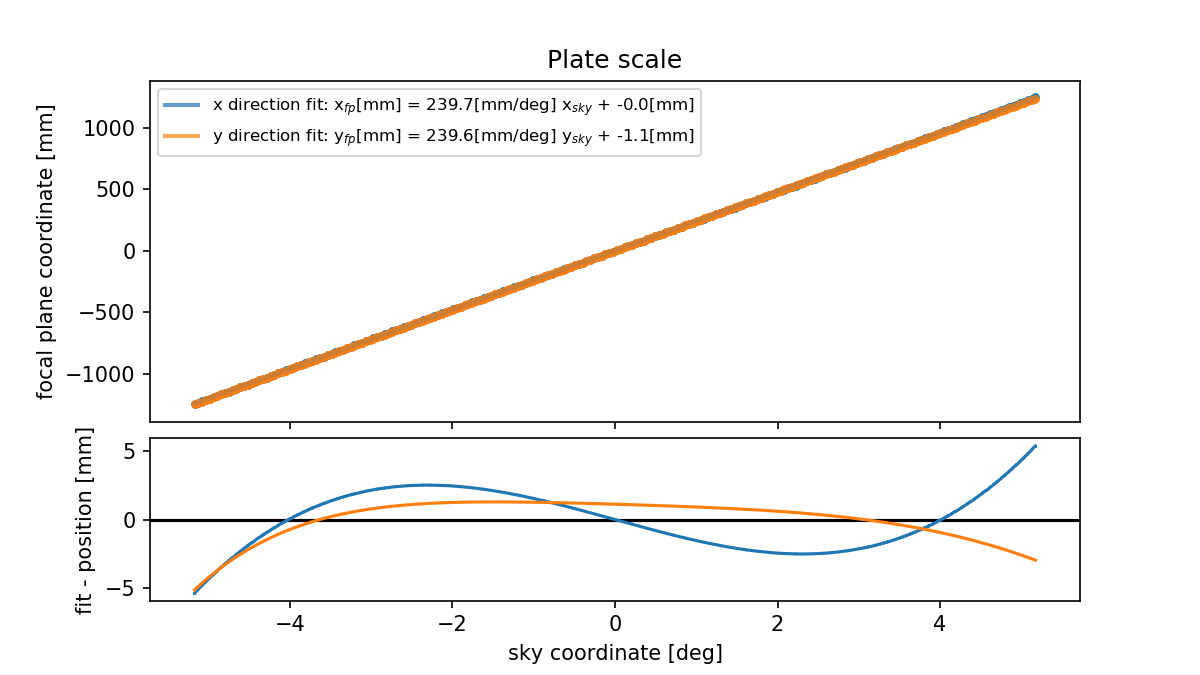 Plate scale
x direction fit: x_fp[mm] = 239.7[mm/deg] x_sky + -0.0[mm]
y direction fit: y_fp[mm] = 239.6[mm/deg] y_sky + -1.1[mm]
focal plane coordinate [mm]
1000
500
0
−500
−1000
fit - position [mm]
5
0
−5
−4
−2
0
2
4
sky coordinate [deg]